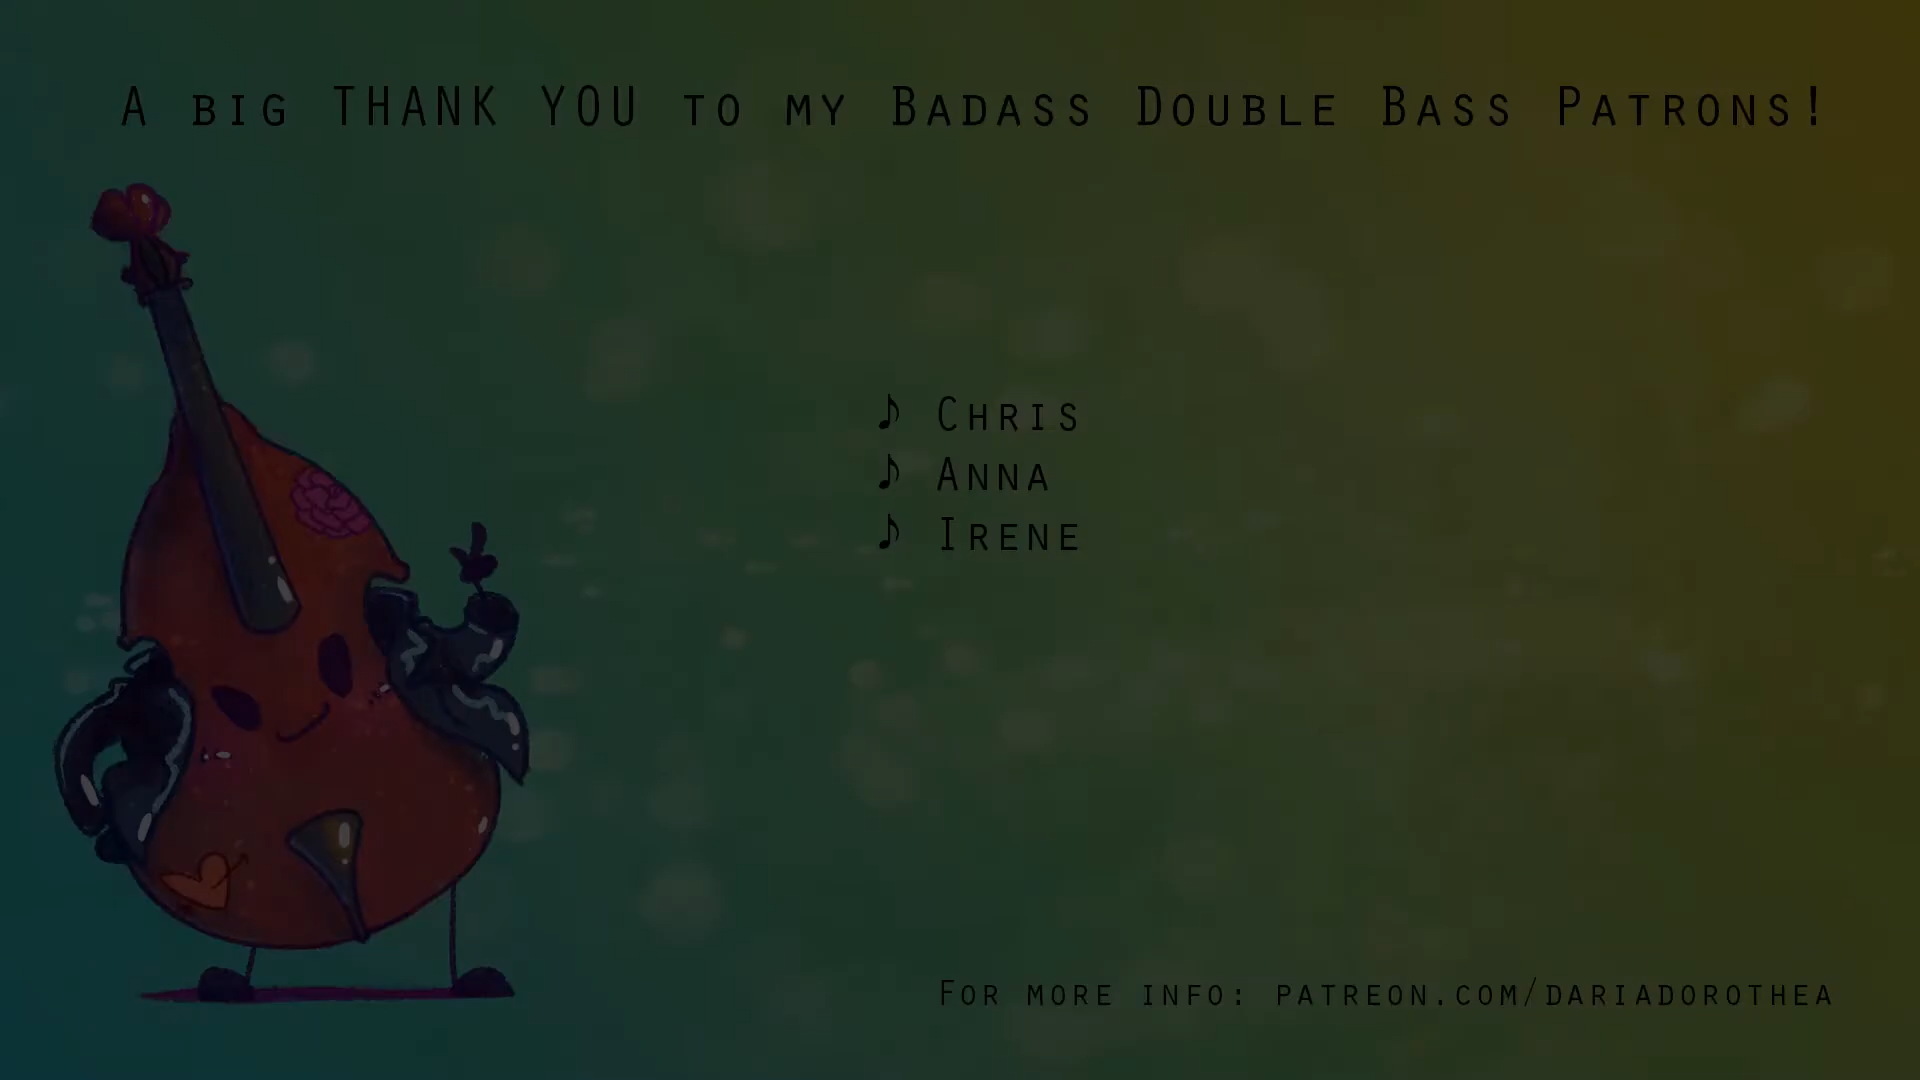 A big THANK YOU to my Badass Double Bass Patrons!
♪ Chris
♪ Anna
♪ Irene
For more info: patreon.com/dariadorothea